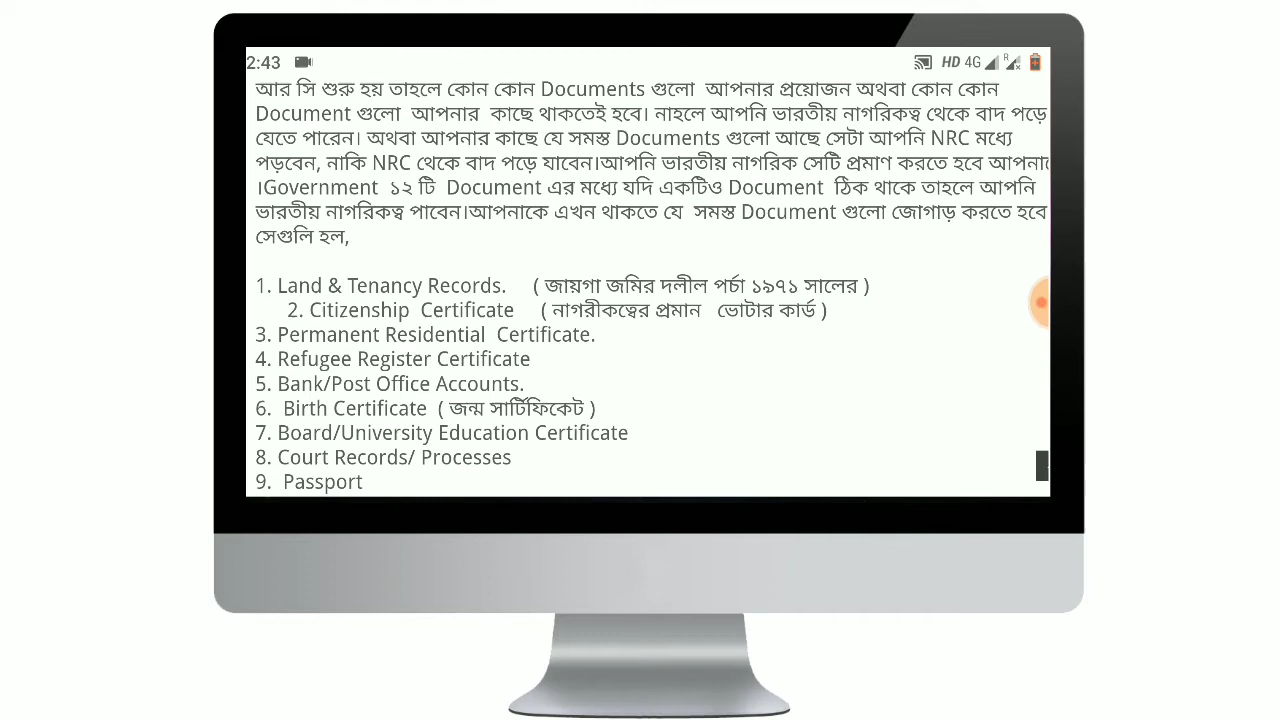 2:43 HD 4G R
আর সি শুরু হয় তাহলে কোন কোন Documents গুলো আপনার প্রয়োজন অথবা কোন কোন
Document গুলো আপনার কাছে থাকতেই হবে। নাহলে আপনি ভারতীয় নাগরিকত্ব থেকে বাদ পড়ে
যেতে পারেন। অথবা আপনার কাছে যে সমস্ত Documents গুলো আছে সেটা আপনি NRC মধ্যে
পড়বেন, নাকি NRC থেকে বাদ পড়ে যাবেন।আপনি ভারতীয় নাগরিক সেটি প্রমাণ করতে হবে
।Government ১২ টি Document এর মধ্যে যদি একটিও Document ঠিক থাকে তাহলে আপনি
ভারতীয় নাগরিকত্ব পাবেন।আপনাকে এখন থাকতে যে সমস্ত Document গুলো জোগাড় করতে হবে
সেগুলি হল,
1. Land & Tenancy Records. ( জায়গা জমির দলীল পর্চা ১৯৭১ সালের )
2. Citizenship Certificate ( নাগরীকত্বের প্রমান ভোটার কার্ড )
3. Permanent Residential Certificate.
4. Refugee Register Certificate
5. Bank/Post Office Accounts.
6. Birth Certificate ( জন্ম সার্টিফিকেট )
7. Board/University Education Certificate
8. Court Records/ Processes
9. Passport